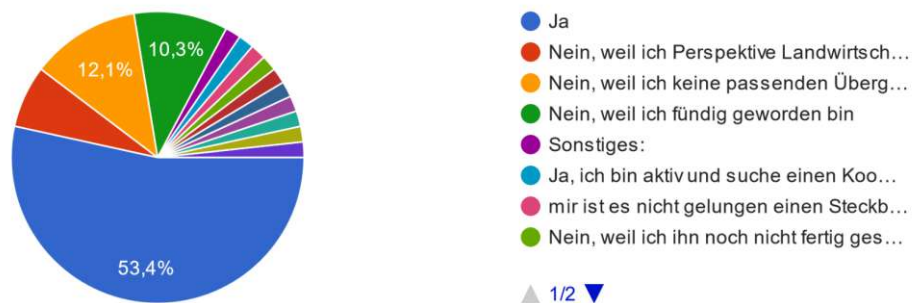 10,3%
12,1%
53,4%
Ja
Nein, weil ich Perspektive Landwirtsch…
Nein, weil ich keine passenden Überg…
Nein, weil ich fündig geworden bin
Sonstiges:
Ja, ich bin aktiv und suche einen Koo…
mir ist es nicht gelungen einen Steckb…
Nein, weil ich ihn noch nicht fertig ges…
1/2